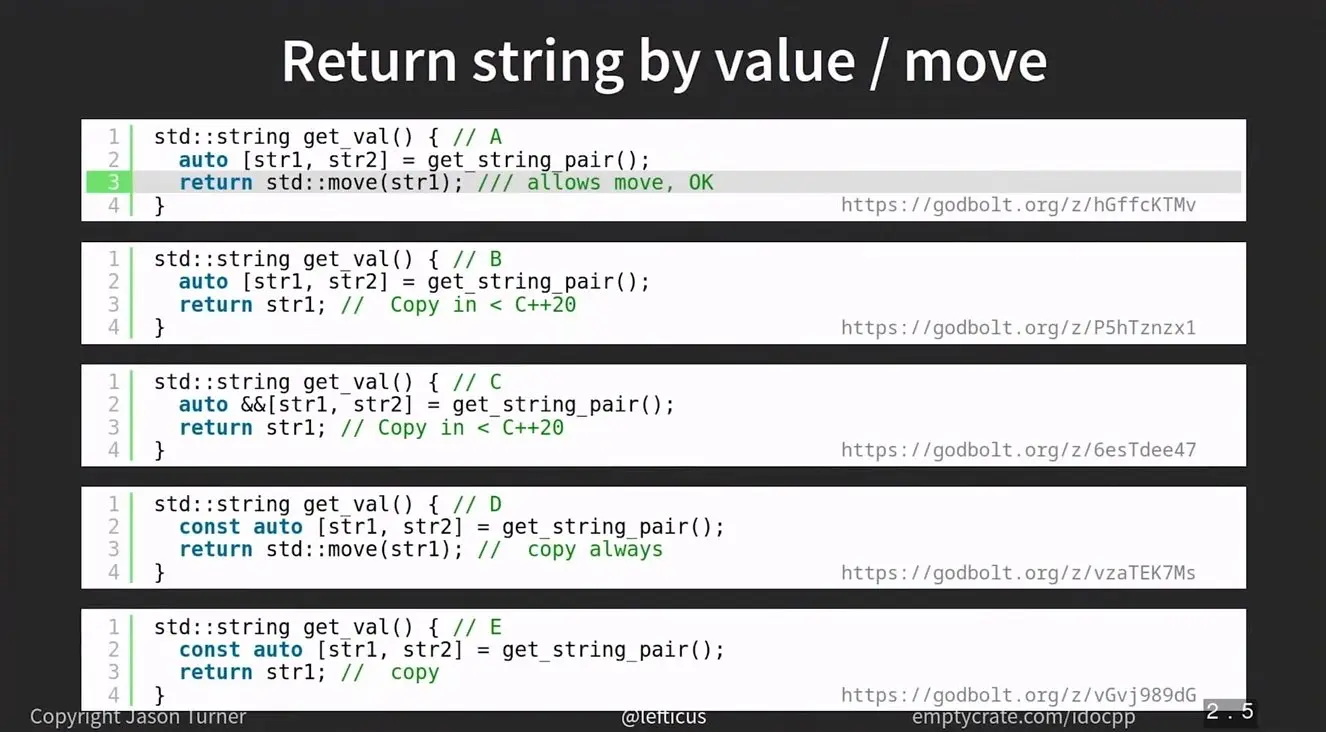 Return string by value / move
1 std::string get_val() { // A
2   auto [str1, str2] = get_string_pair();
3   return std::move(str1); /// allows move, OK
4 }
https://godbolt.org/z/hGffcKTMv
1 std::string get_val() { // B
2   auto [str1, str2] = get_string_pair();
3   return str1; //  Copy in < C++20
4 }
https://godbolt.org/z/P5hTznzx1
1 std::string get_val() { // C
2   auto &&[str1, str2] = get_string_pair();
3   return str1; // Copy in < C++20
4 }
https://godbolt.org/z/6esTdee47
1 std::string get_val() { // D
2   const auto [str1, str2] = get_string_pair();
3   return std::move(str1); //  copy always
4 }
https://godbolt.org/z/vzaTEK7Ms
1 std::string get_val() { // E
2   const auto [str1, str2] = get_string_pair();
3   return str1; //  copy
4 }
https://godbolt.org/z/vGvj989dG
Copyright Jason Turner
@lefticus
emptycrate.com/idocpp
2 . 5